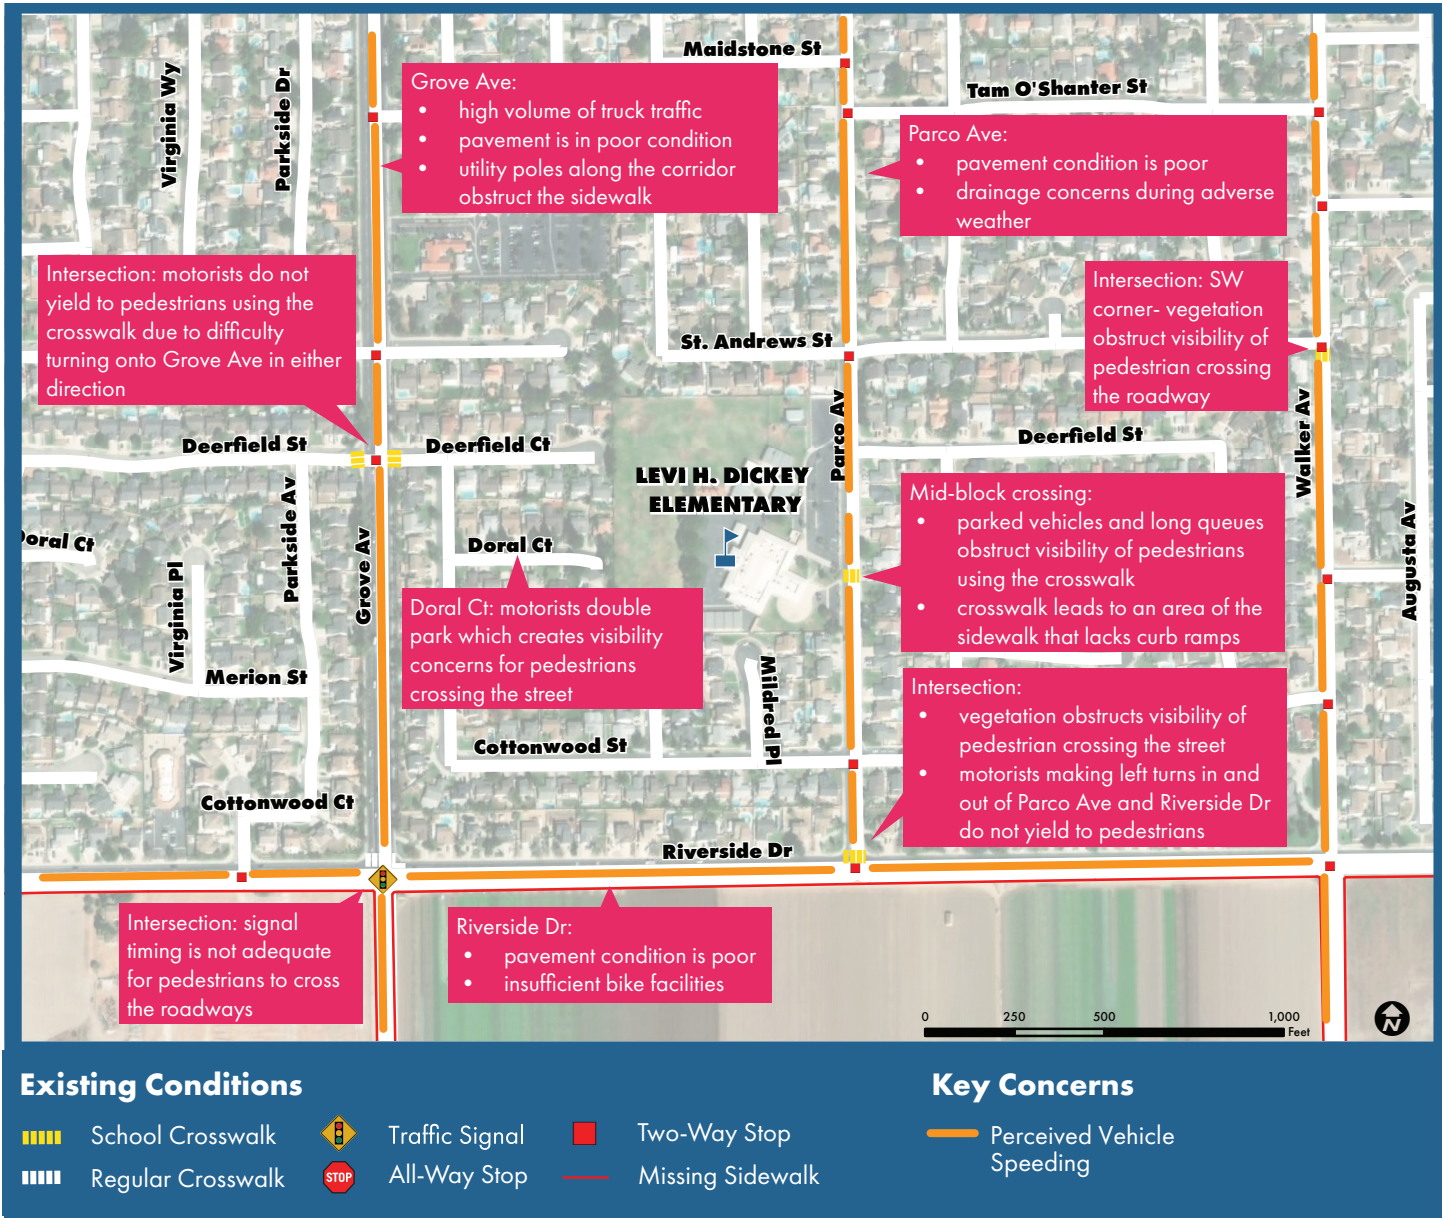 Maidstone St
Tam O'Shanter St
Virginia Wy
Parkside Dr
Grove Ave:
• high volume of truck traffic
• pavement is in poor condition
• utility poles along the corridor
obstruct the sidewalk
Parco Ave:
• pavement condition is poor
• drainage concerns during adverse
weather
Intersection: motorists do not
yield to pedestrians using the
crosswalk due to difficulty
turning onto Grove Ave in either
direction
Intersection: SW
corner- vegetation
obstruct visibility of
pedestrian crossing
the roadway
St. Andrews St
Parco Av
Walker Av
Deerfield St
Deerfield Ct
Deerfield St
LEVI H. DICKEY
ELEMENTARY
Mid-block crossing:
• parked vehicles and long queues
obstruct visibility of pedestrians
using the crosswalk
• crosswalk leads to an area of the
sidewalk that lacks curb ramps
Doral Ct
Parkside Av
Grove Av
Doral Ct
Virginia Pl
Augusta Av
Doral Ct: motorists double
park which creates visibility
concerns for pedestrians
crossing the street
Merion St
Mildred Pl
Intersection:
• vegetation obstructs visibility of
pedestrian crossing the street
• motorists making left turns in and
out of Parco Ave and Riverside Dr
do not yield to pedestrians
Cottonwood St
Cottonwood Ct
Riverside Dr
Intersection: signal
timing is not adequate
for pedestrians to cross
the roadways
Riverside Dr:
• pavement condition is poor
• insufficient bike facilities
0 250 500 1,000
Feet
N
Existing Conditions
School Crosswalk
Traffic Signal
Two-Way Stop
Regular Crosswalk
STOP
All-Way Stop
Missing Sidewalk
Key Concerns
Perceived Vehicle
Speeding